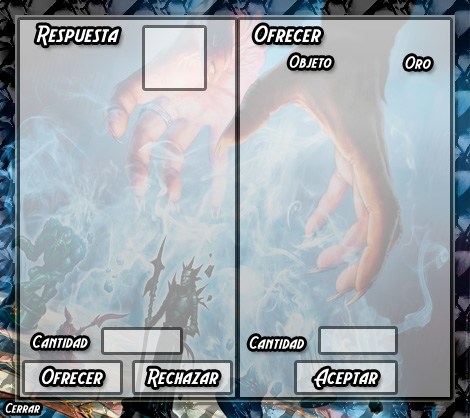 Respuesta
Ofrecer
Objeto
Oro
Cantidad
Cantidad
Ofrecer
Rechazar
Aceptar
Cerrar